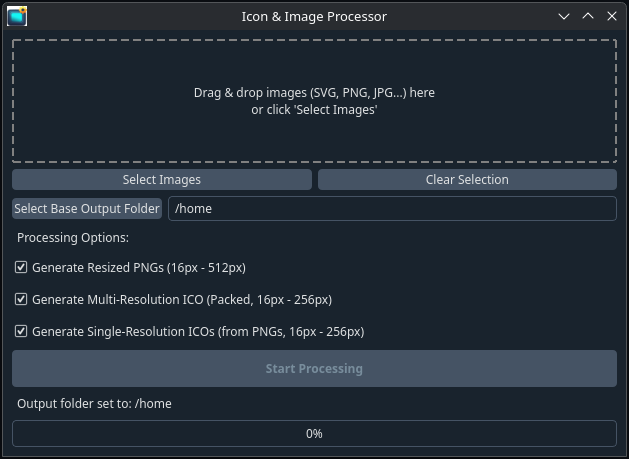 Icon & Image Processor
Drag & drop images (SVG, PNG, JPG...) here
or click 'Select Images'
Select Images
Clear Selection
Select Base Output Folder
/home
Processing Options:
Generate Resized PNGs (16px - 512px)
Generate Multi-Resolution ICO (Packed, 16px - 256px)
Generate Single-Resolution ICOs (from PNGs, 16px - 256px)
Start Processing
Output folder set to: /home
0%